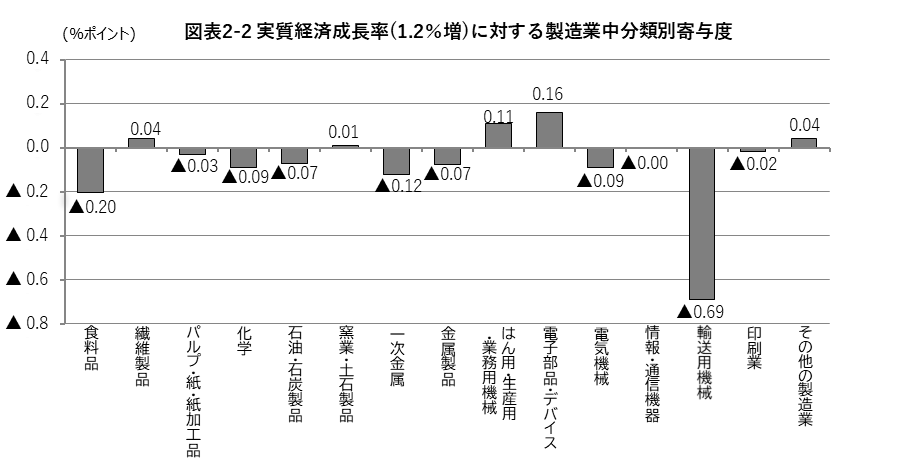 図表2-2 実質経済成長率(1.2%増)に対する製造業中分類別寄与度
(%ポイント)
0.4
0.2
0.0
▲ 0.2
▲ 0.4
▲ 0.6
▲ 0.8
▲0.20
0.04
▲0.03
▲0.09
▲0.07
0.01
▲0.12
▲0.07
0.11
0.16
▲0.09
▲0.00
▲0.69
▲0.02
0.04
食料品
繊維製品
パルプ・紙・紙加工品
化学
石油・石炭製品
窯業・土石製品
一次金属
金属製品
はん用・生産用
・業務用機械
電子部品・デバイス
電気機械
情報・通信機器
輸送用機械
印刷業
その他の製造業